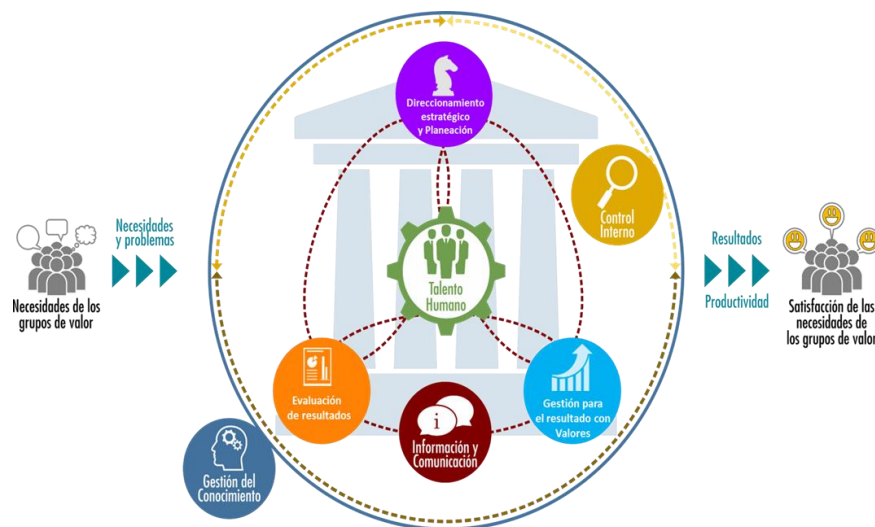 Direccionamiento
estratégico
y Planeación
Necesidades
y problemas
Necesidades de los
grupos de valor
Control
Interno
Talento
Humano
Resultados
Productividad
Satisfacción de las
necesidades de
los grupos de valor
Evaluación
de resultados
i
Información y
Comunicación
Gestión para
el resultado con
Valores
Gestión del
Conocimiento